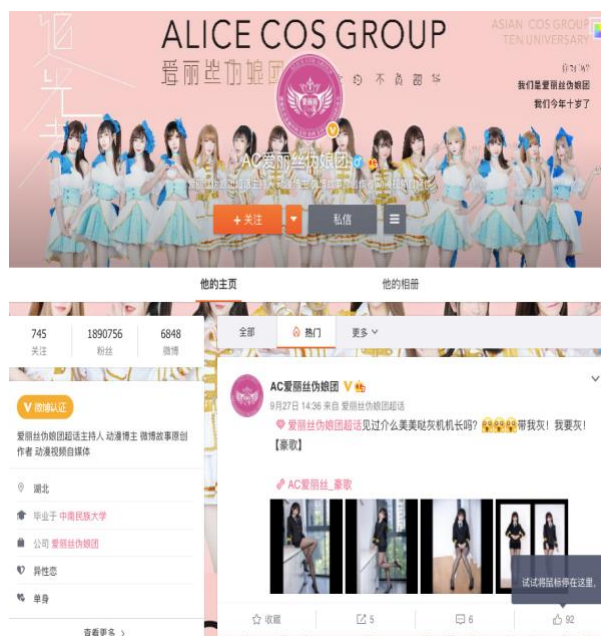 ALICE COS GROUP
ASIAN COS GROUP
TEN UNIVERSARY
爱丽丝伪娘团
不負韶华
我们是爱丽丝伪娘团
我们今年十岁了
AC爱丽丝伪娘团
+关注
私信
他的主页
他的相册
745
1890756
6848
关注
粉丝
微博
全部
热门
更多
V 微博认证
爱丽丝伪娘团超话主持人 动漫博主 微博故事原创
作者 动漫视频自媒体
湖北
毕业于 中南民族大学
公司 爱丽丝伪娘团
异性恋
单身
查看更多 >
AC爱丽丝伪娘团
9月27日 14:36 来自 爱丽丝伪娘团超话
爱丽丝伪娘团超话见过介么美美哒灰机机长吗?带我灰!我要灰!
【豪歌】
AC爱丽丝_豪歌
试试将鼠标停在这里,
收藏
5
6
92